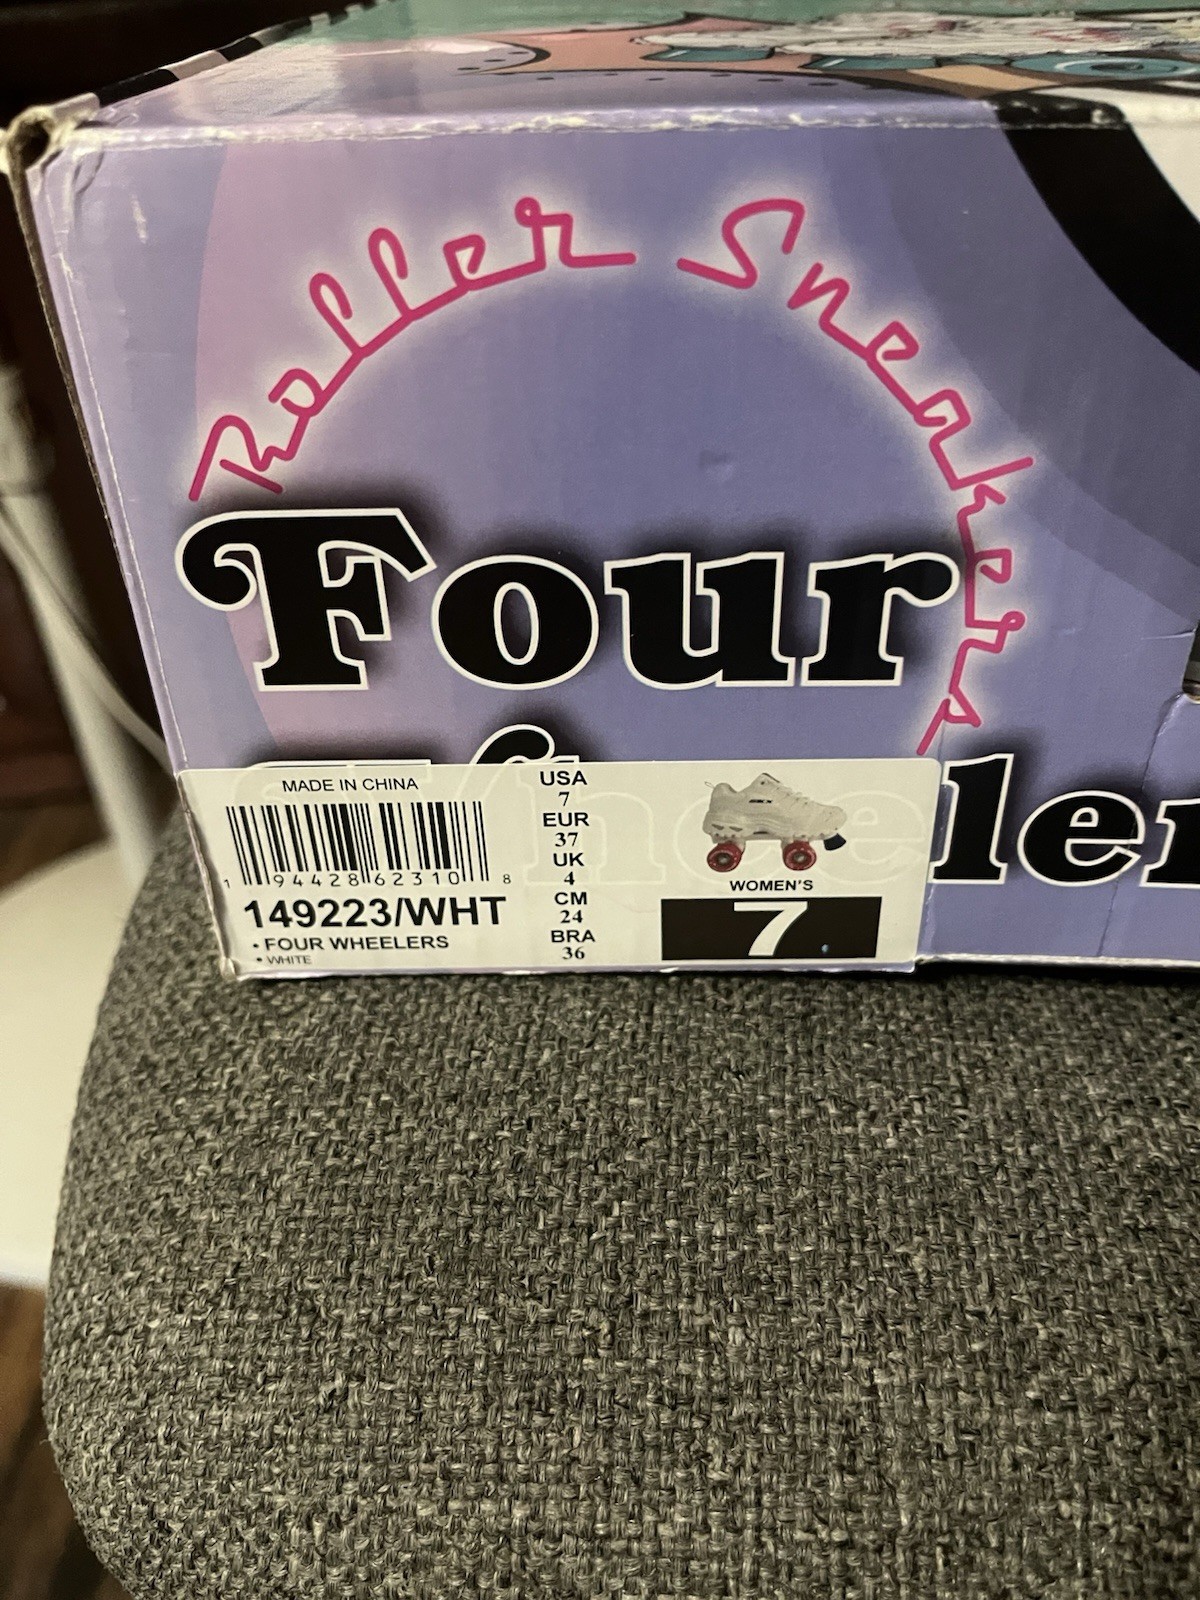 Roller Sneakers
Four
Wheelers
MADE IN CHINA
1 94428 62310 8
149223/WHT
• FOUR WHEELERS
• WHITE
USA
7
EUR
37
UK
4
CM
24
BRA
36
WOMEN'S
7